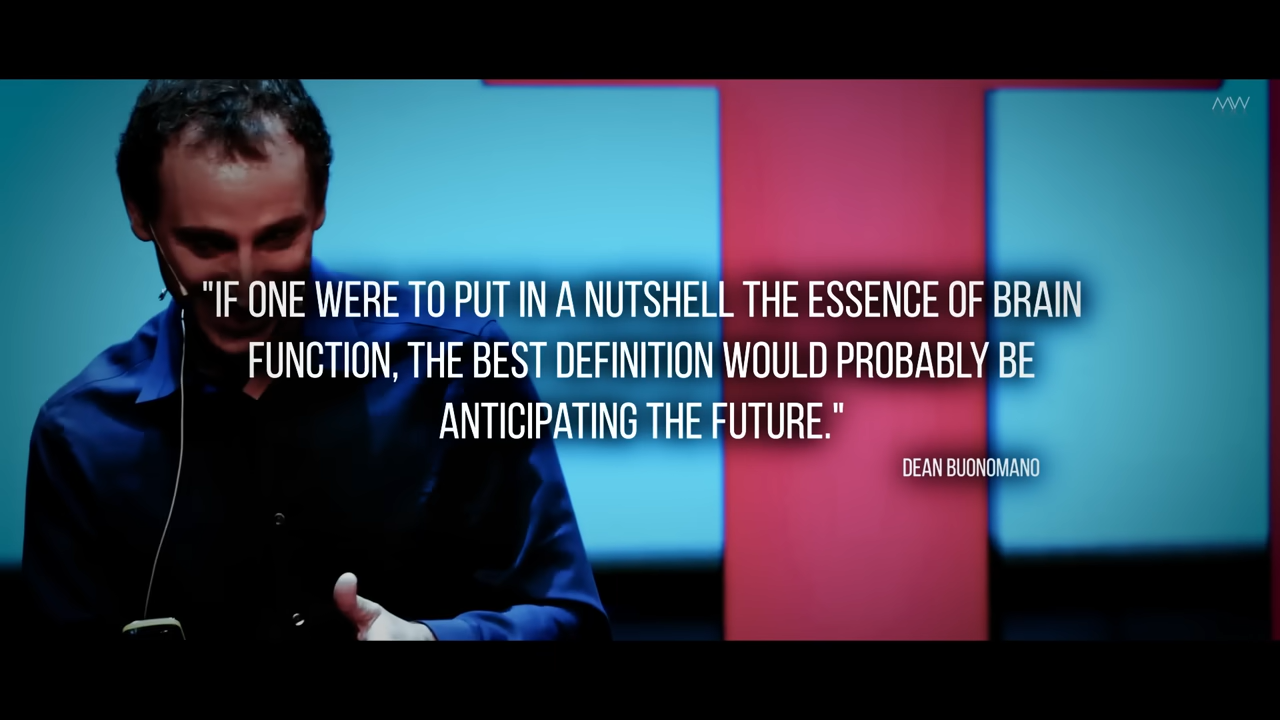 MW
"IF ONE WERE TO PUT IN A NUTSHELL THE ESSENCE OF BRAIN
FUNCTION, THE BEST DEFINITION WOULD PROBABLY BE
ANTICIPATING THE FUTURE."
DEAN BUONOMANO